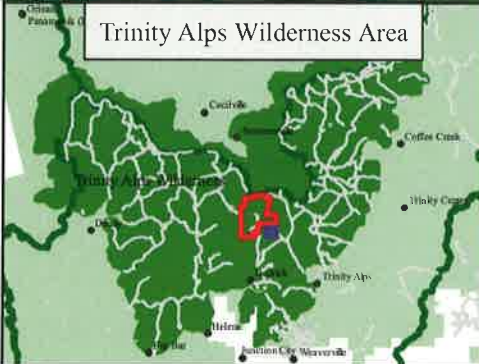 Trinity Alps Wilderness Area
Orleans
Cecilville
Coffee Creek
Trinity Alps Wilderness
Trinity Center
Trinity Alps
Helena
Big Bar
Junction City Weaverville